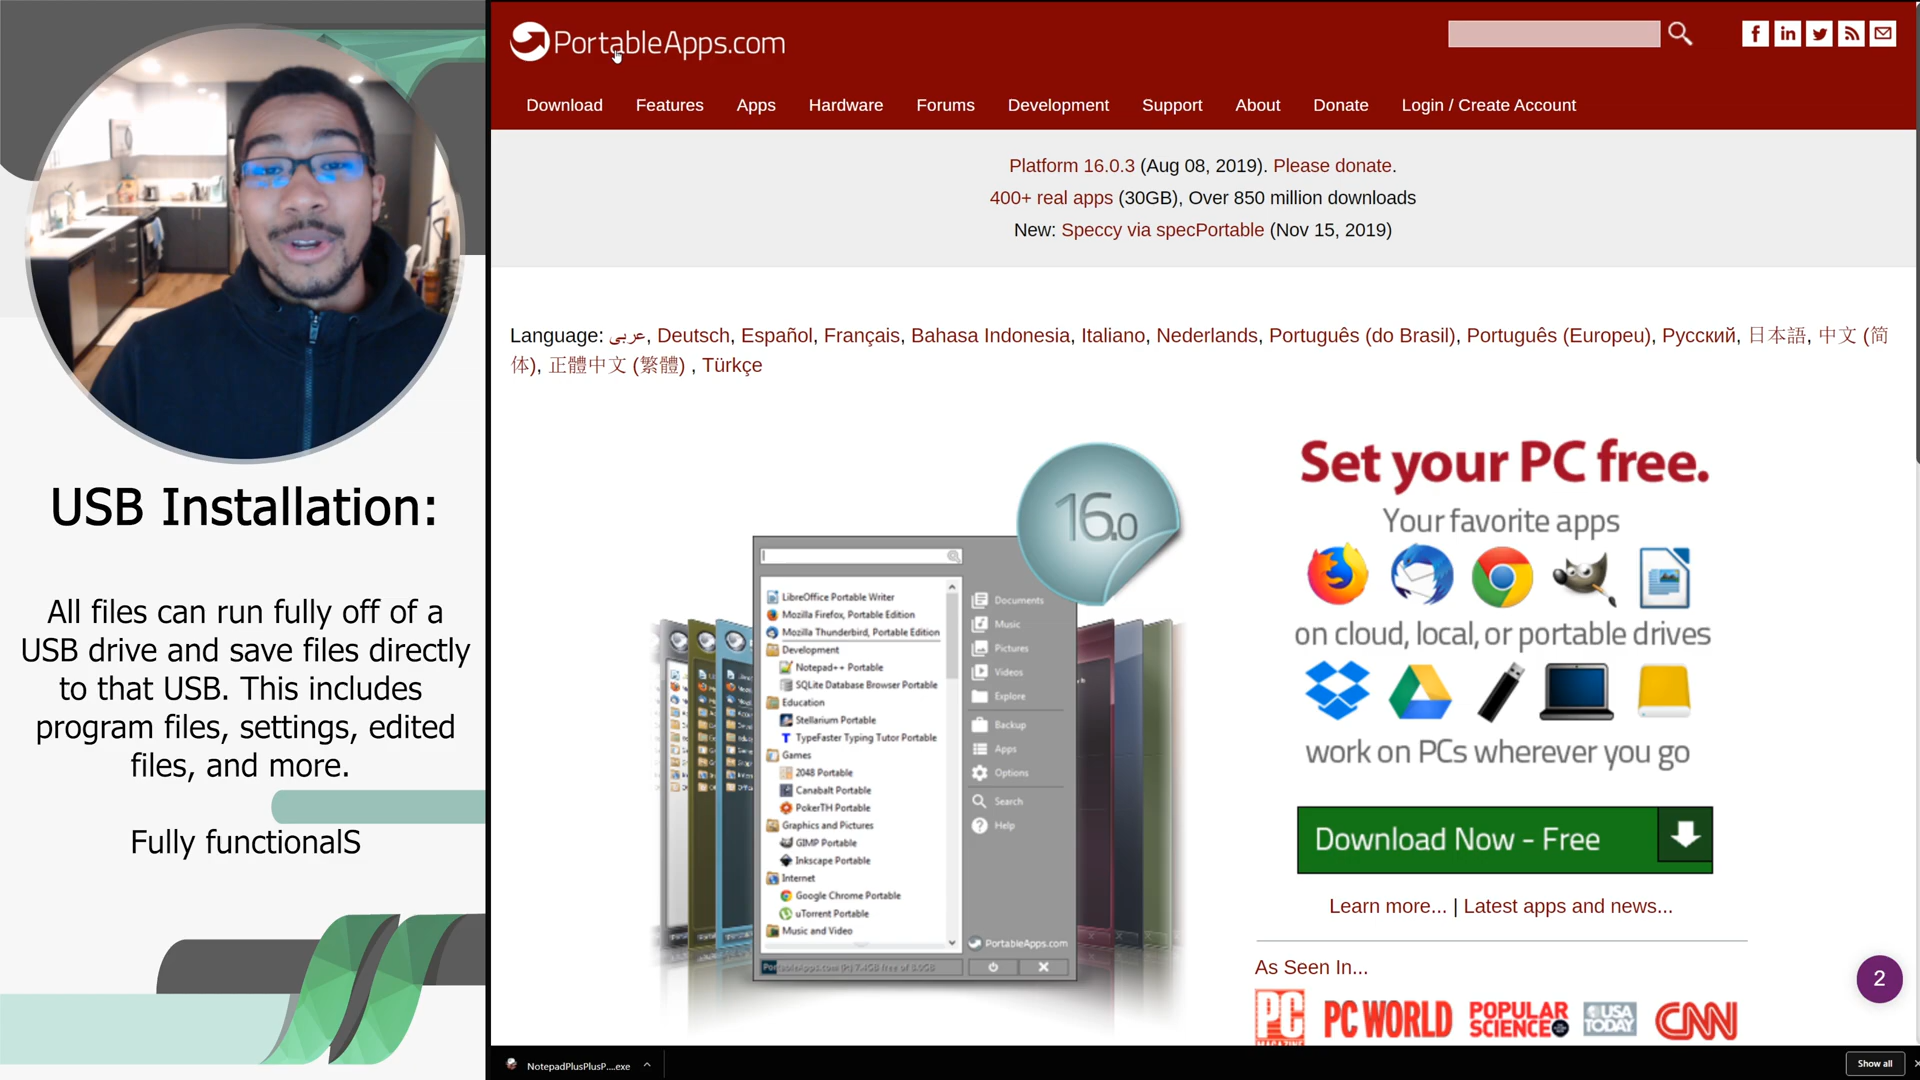 PortableApps.com
Download Features Apps Hardware Forums Development Support About Donate Login / Create Account
Platform 16.0.3 (Aug 08, 2019). Please donate.
400+ real apps (30GB), Over 850 million downloads
New: Speccy via specPortable (Nov 15, 2019)
Language: عربي, Deutsch, Español, Français, Bahasa Indonesia, Italiano, Nederlands, Português (do Brasil), Português (Europeu), Русский, 日本語, 中文 (简
体), 正體中文 (繁體) , Türkçe
USB Installation:
All files can run fully off of a
USB drive and save files directly
to that USB. This includes
program files, settings, edited
files, and more.
Fully functionalS
16.0
LibreOffice Portable Writer
Mozilla Firefox, Portable Edition
Mozilla Thunderbird, Portable Edition
Development
Notepad++ Portable
SQLite Database Browser Portable
Education
Stellarium Portable
TypeFaster Typing Tutor Portable
Games
2048 Portable
Canabalt Portable
PokerTH Portable
Graphics and Pictures
GIMP Portable
Inkscape Portable
Internet
Google Chrome Portable
uTorrent Portable
Music and Video
Documents
Music
Pictures
Videos
Explore
Backup
Apps
Options
Search
Help
PortableApps.com
Set your PC free.
Your favorite apps
on cloud, local, or portable drives
work on PCs wherever you go
Download Now - Free
Learn more... | Latest apps and news...
As Seen In...
PC
PC WORLD
POPULAR
SCIENCE
USA
TODAY
CNN
2
NotepadPlusPlusP....exe
Show all